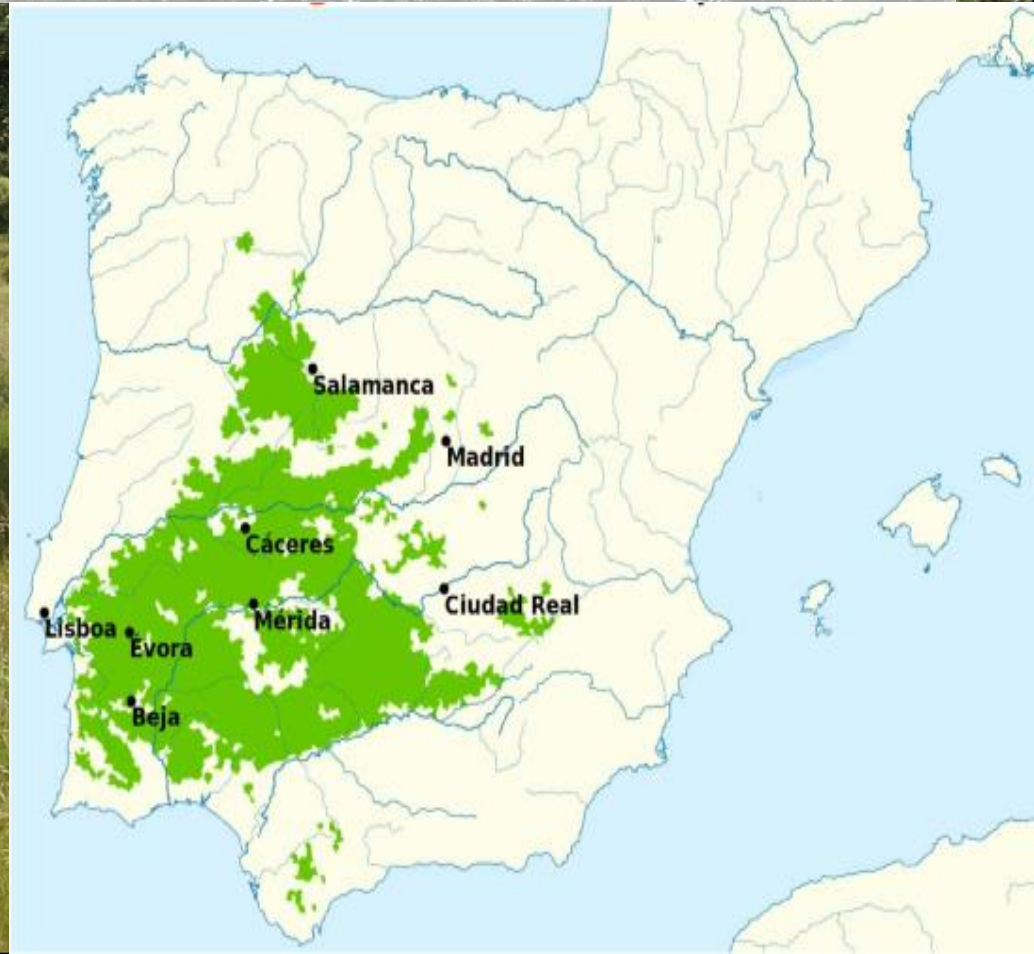 Salamanca
Madrid
Cáceres
Ciudad Real
Mérida
Lisboa
Évora
Beja